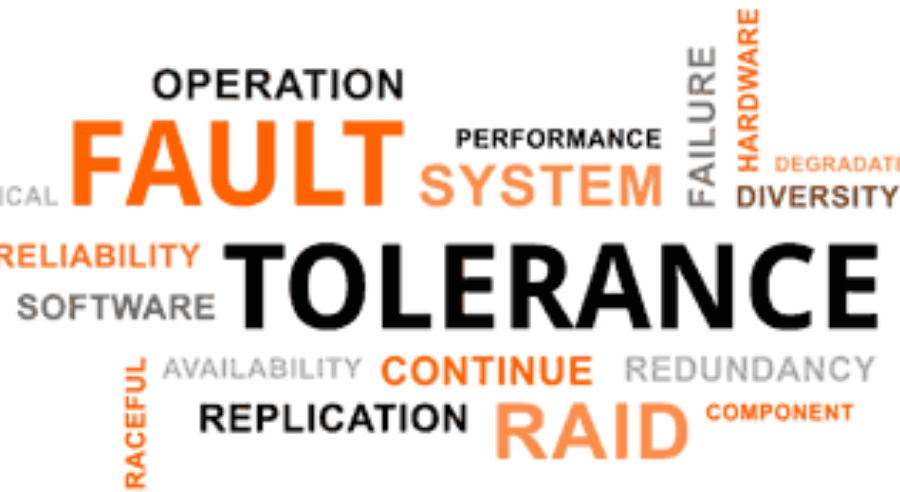 OPERATION
FAILURE
HARDWARE
FAULT
PERFORMANCE
SYSTEM
DEGRADATI
ICAL
DIVERSITY
RELIABILITY
TOLERANCE
SOFTWARE
RACEFUL
AVAILABILITY
CONTINUE
REDUNDANCY
REPLICATION
RAID
COMPONENT